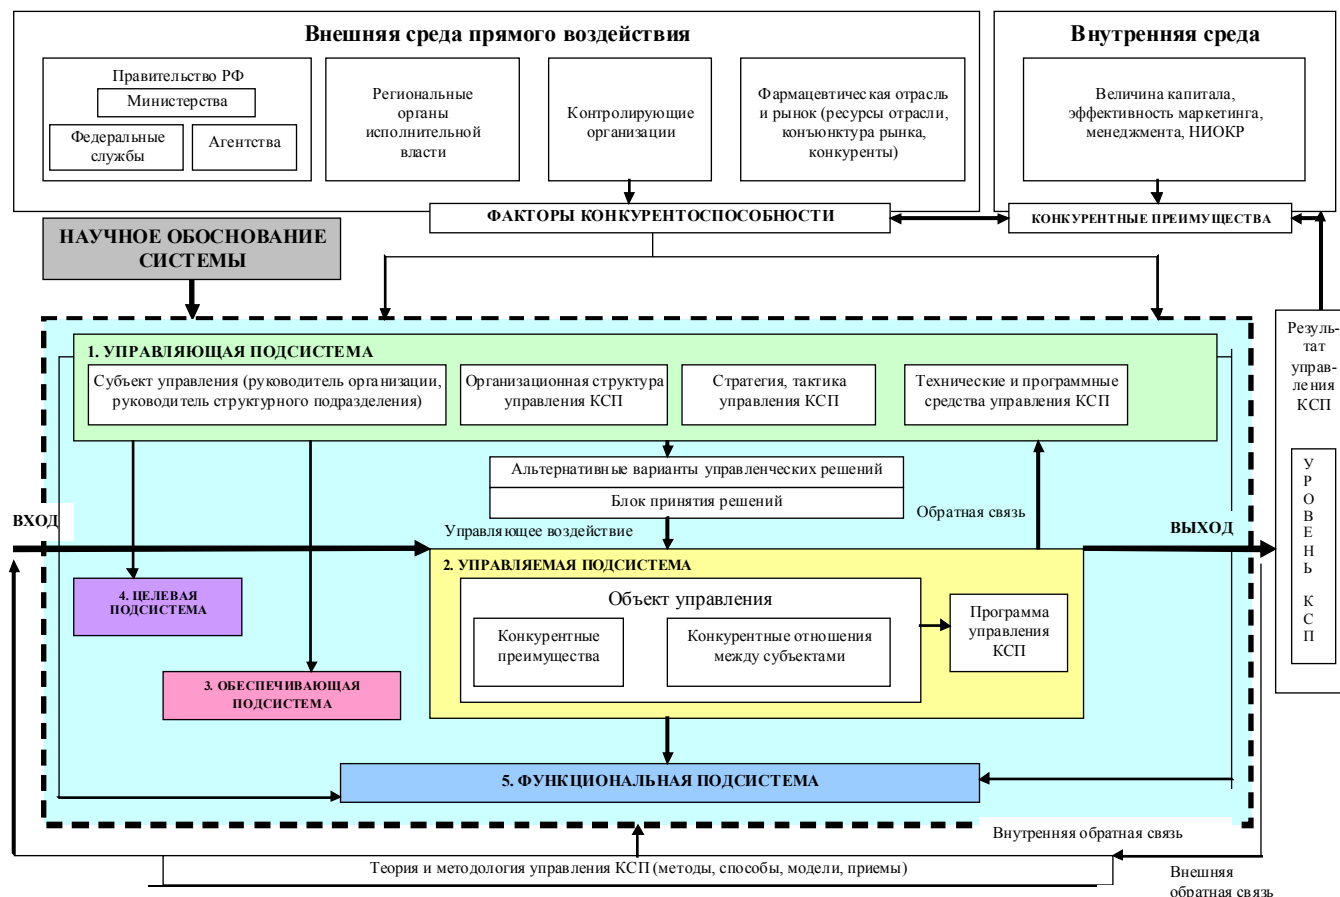 Внешняя среда прямого воздействия
Правительство РФ
Министерства
Федеральные
службы
Агентства
Региональные
органы
исполнительной
власти
Контролирующие
организации
Фармацевтическая отрасль
и рынок (ресурсы отрасли,
конъюнктура рынка,
конкуренты)
Внутренняя среда
Величина капитала,
эффективность маркетинга,
менеджмента, НИОКР
ФАКТОРЫ КОНКУРЕНТОСПОСОБНОСТИ
КОНКУРЕНТНЫЕ ПРЕИМУЩЕСТВА
НАУЧНОЕ ОБОСНОВАНИЕ
СИСТЕМЫ
1. УПРАВЛЯЮЩАЯ ПОДСИСТЕМА
Субъект управления (руководитель организации,
руководитель структурного подразделения)
Организационная структура
управления КСП
Стратегия, тактика
управления КСП
Технические и программные
средства управления КСП
Резуль-
тат
управ-
ления
КСП
УРОВЕНЬ КСП
Альтернативные варианты управленческих решений
Блок принятия решений
Обратная связь
ВХОД
Управляющее воздействие
ВЫХОД
2. УПРАВЛЯЕМАЯ ПОДСИСТЕМА
Объект управления
Конкурентные
преимущества
Конкурентные отношения
между субъектами
Программа
управления
КСП
4. ЦЕЛЕВАЯ
ПОДСИСТЕМА
3. ОБЕСПЕЧИВАЮЩАЯ
ПОДСИСТЕМА
5. ФУНКЦИОНАЛЬНАЯ ПОДСИСТЕМА
Внутренняя обратная связь
Теория и методология управления КСП (методы, способы, модели, приемы)
Внешняя
обратная связь